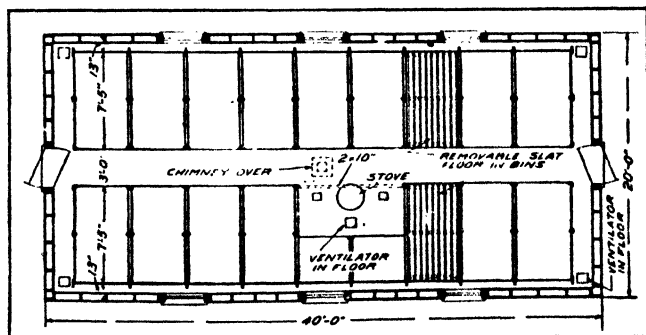 13"
7'-5"
3'-0"
7'-5"
13"
CHIMNEY OVER
2×10"
STOVE
REMOVABLE SLAT
FLOOR IN BINS
VENTILATOR
IN FLOOR
VENTILATOR
IN FLOOR
20'-0"
40'-0"